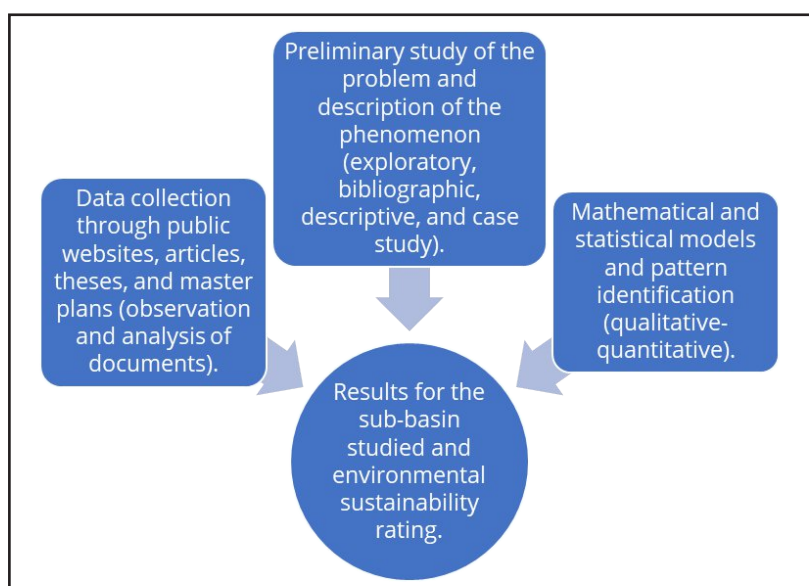 Preliminary study of the
problem and
description of the
phenomenon
(exploratory,
bibliographic,
descriptive, and case
study).
Data collection
through public
websites, articles,
theses, and master
plans (observation
and analysis of
documents).
Mathematical and
statistical models
and pattern
identification
(qualitative-
quantitative).
Results for the
sub-basin
studied and
environmental
sustainability
rating.